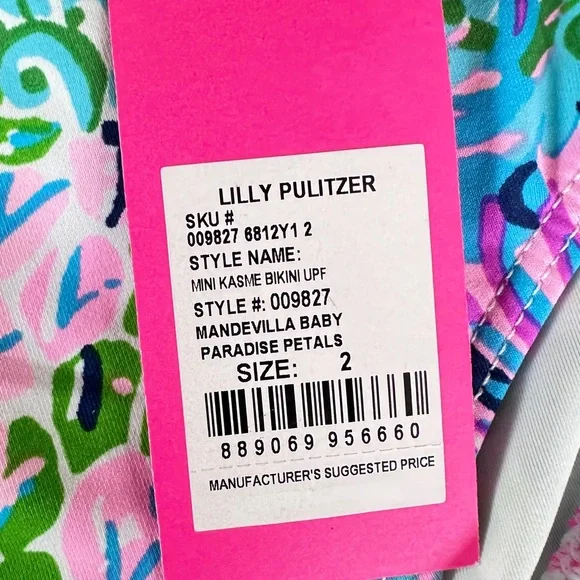 LILLY PULITZER
SKU #
009827 6812Y1 2
STYLE NAME:
MINI KASME BIKINI UPF
STYLE #: 009827
MANDEVILLA BABY
PARADISE PETALS
SIZE: 2
889069 956660
MANUFACTURER'S SUGGESTED PRICE